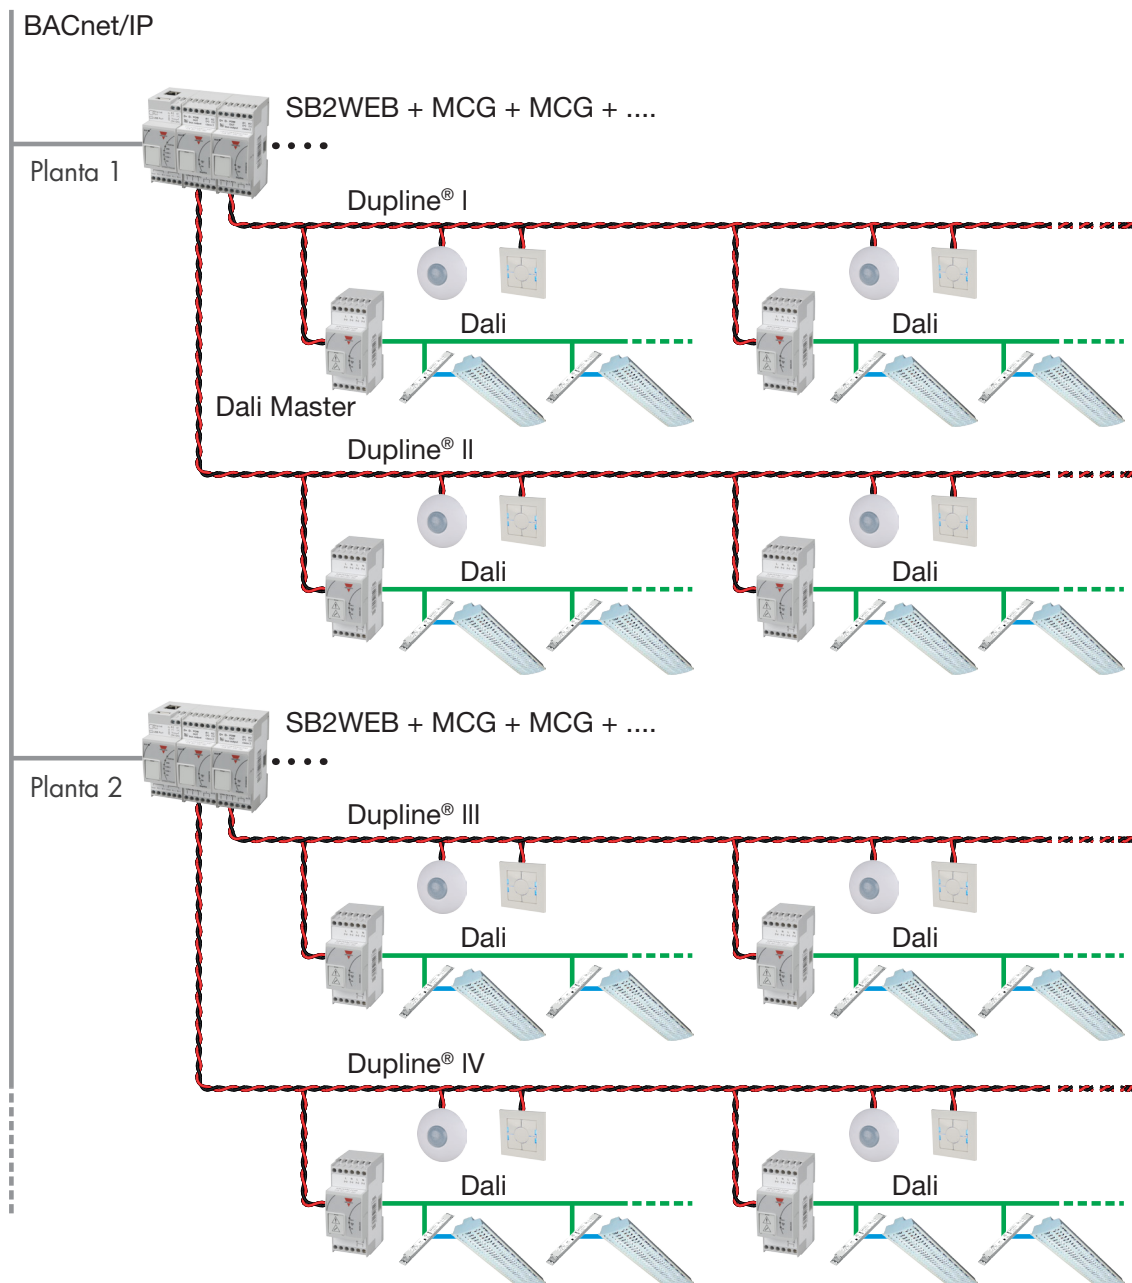 BACnet/IP
SB2WEB + MCG + MCG + ....
Planta 1
Dupline® I
Dali
Dali
Dali Master
Dupline® II
Dali
Dali
SB2WEB + MCG + MCG + ....
Planta 2
Dupline® III
Dali
Dali
Dupline® IV
Dali
Dali